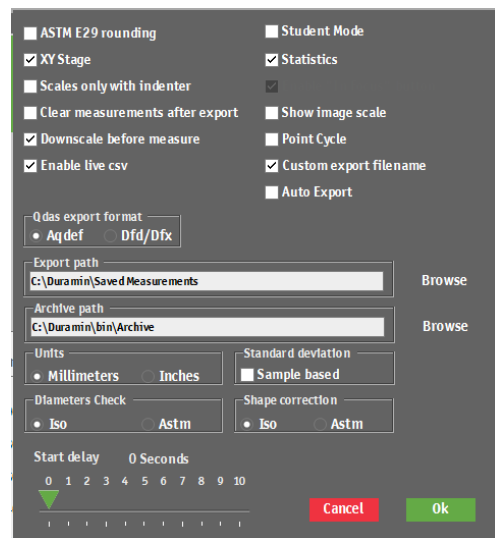 ASTM E29 rounding
Student Mode
XY Stage
Statistics
Scales only with indenter
Clear measurements after export
Show image scale
Downscale before measure
Point Cycle
Enable live csv
Custom export filename
Auto Export
Qdas export format
Aqdef
Dfd/Dfx
Export path
C:\Duramin\Saved Measurements
Browse
Archive path
C:\Duramin\bin\Archive
Browse
Units
Millimeters
Inches
Standard deviation
Sample based
Diameters Check
Iso
Astm
Shape correction
Iso
Astm
Start delay
0 Seconds
0 1 2 3 4 5 6 7 8 9 10
Cancel
Ok